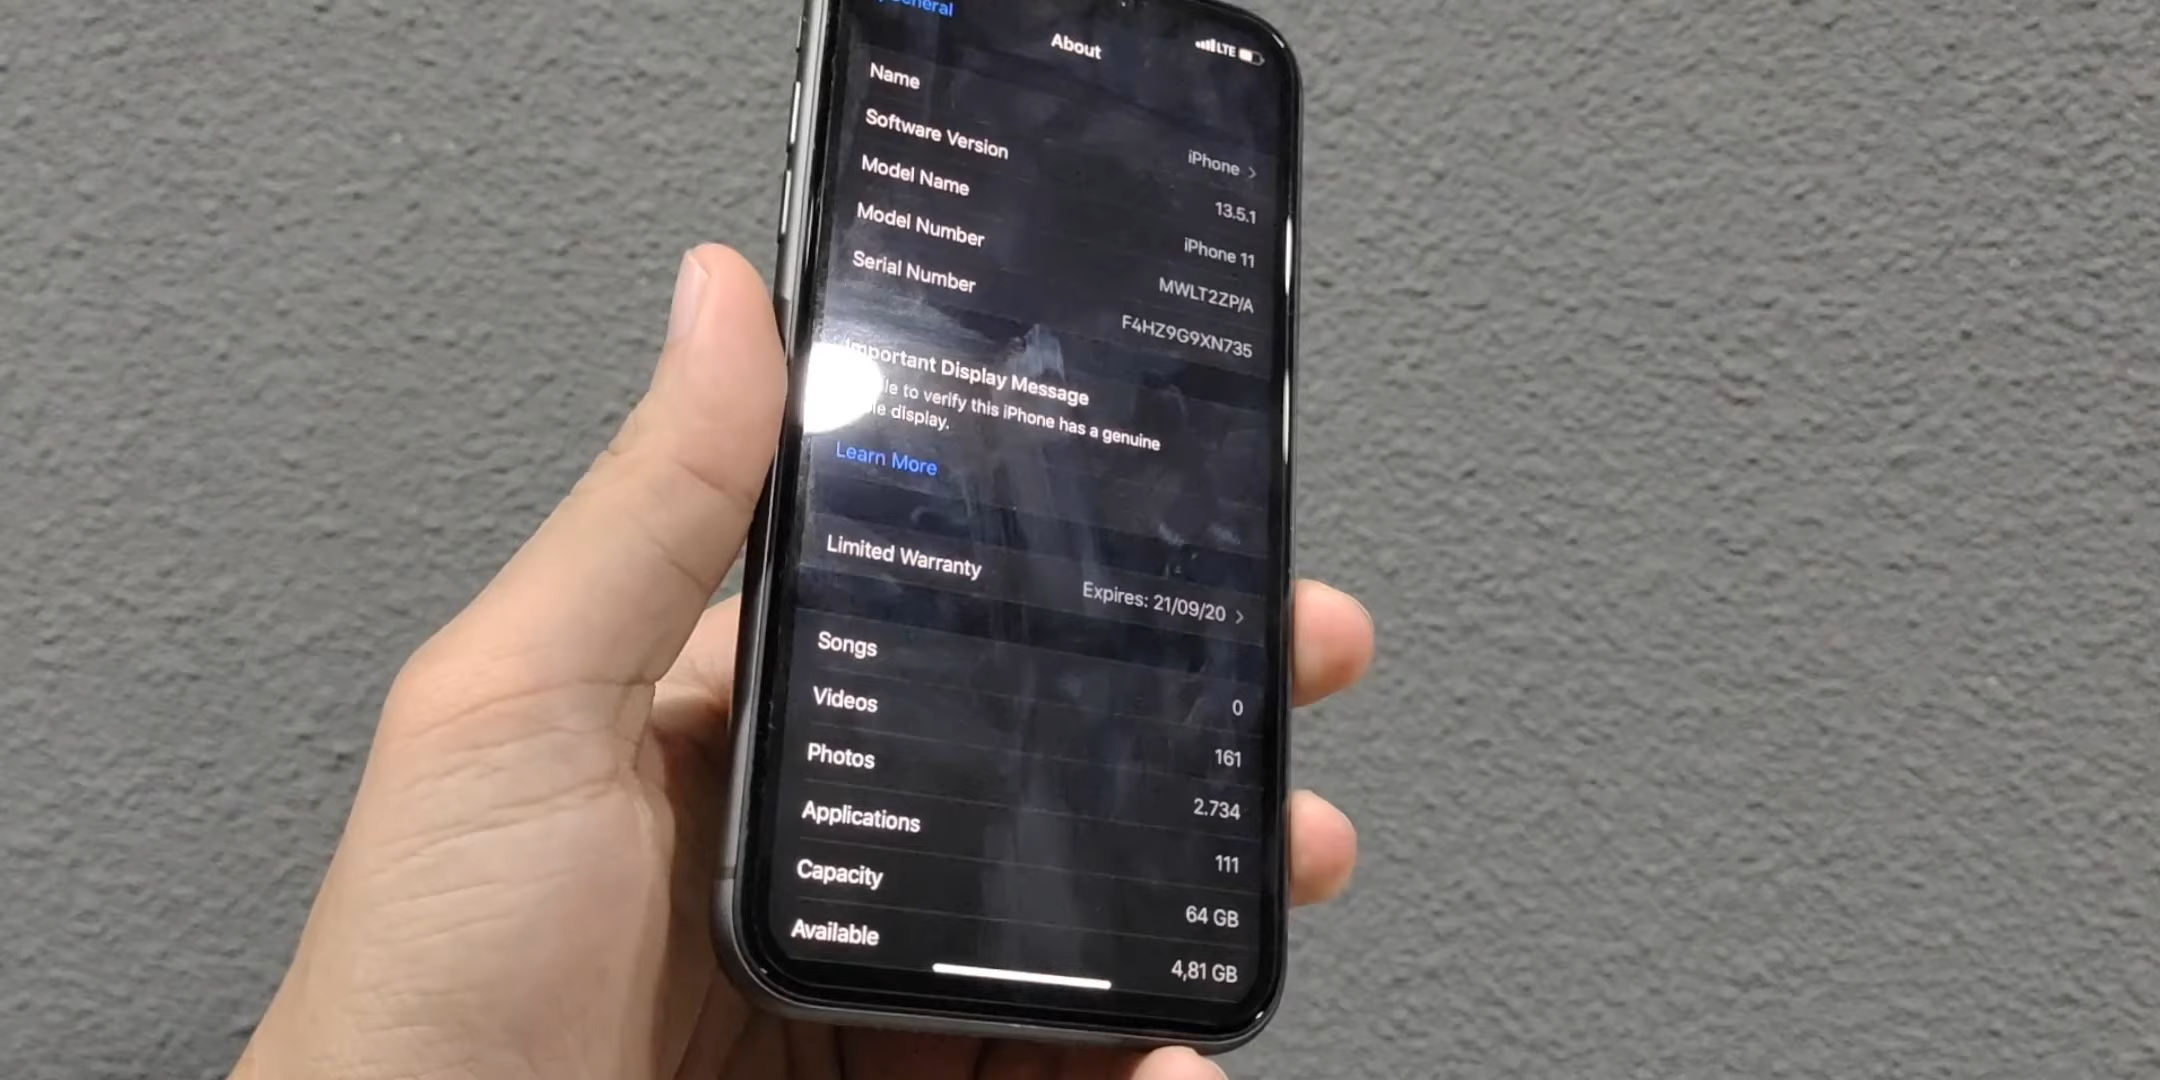 General
About
LTE
Name
iPhone
Software Version
13.5.1
Model Name
iPhone 11
Model Number
MWLT2ZP/A
Serial Number
F4HZ9G9XN735
Important Display Message
to verify this iPhone has a genuine
display.
Learn More
Limited Warranty
Expires: 21/09/20
Songs
0
Videos
161
Photos
2.734
Applications
111
Capacity
64 GB
Available
4,81 GB